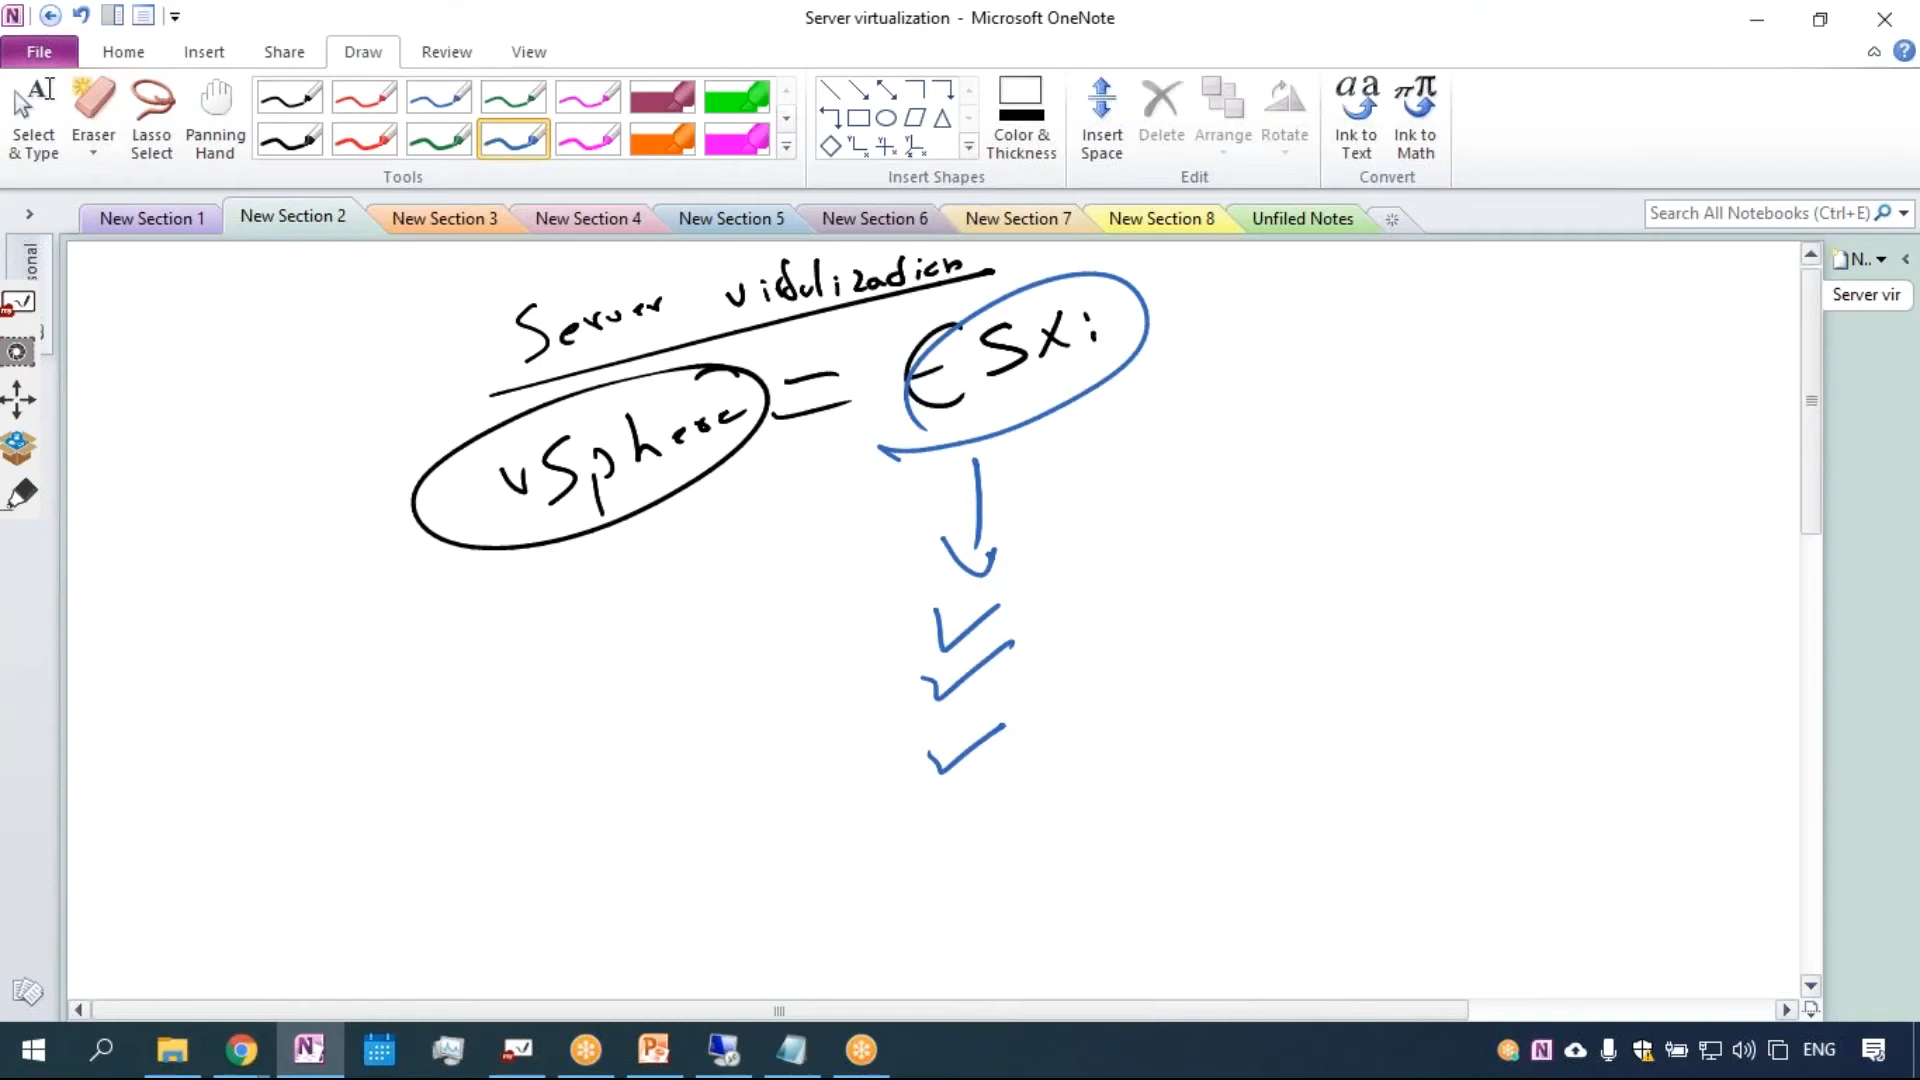 Server virtualization - Microsoft OneNote
File Home Insert Share Draw Review View
Select & Type
Eraser
Lasso Select
Panning Hand
Color & Thickness
Insert Space
Delete
Arrange
Rotate
Ink to Text
Ink to Math
Tools
Insert Shapes
Edit
Convert
New Section 1 New Section 2 New Section 3 New Section 4 New Section 5 New Section 6 New Section 7 New Section 8 Unfiled Notes
Search All Notebooks (Ctrl+E)
sonal
N..
Server vir
Server
vSphere = ESXi
ENG